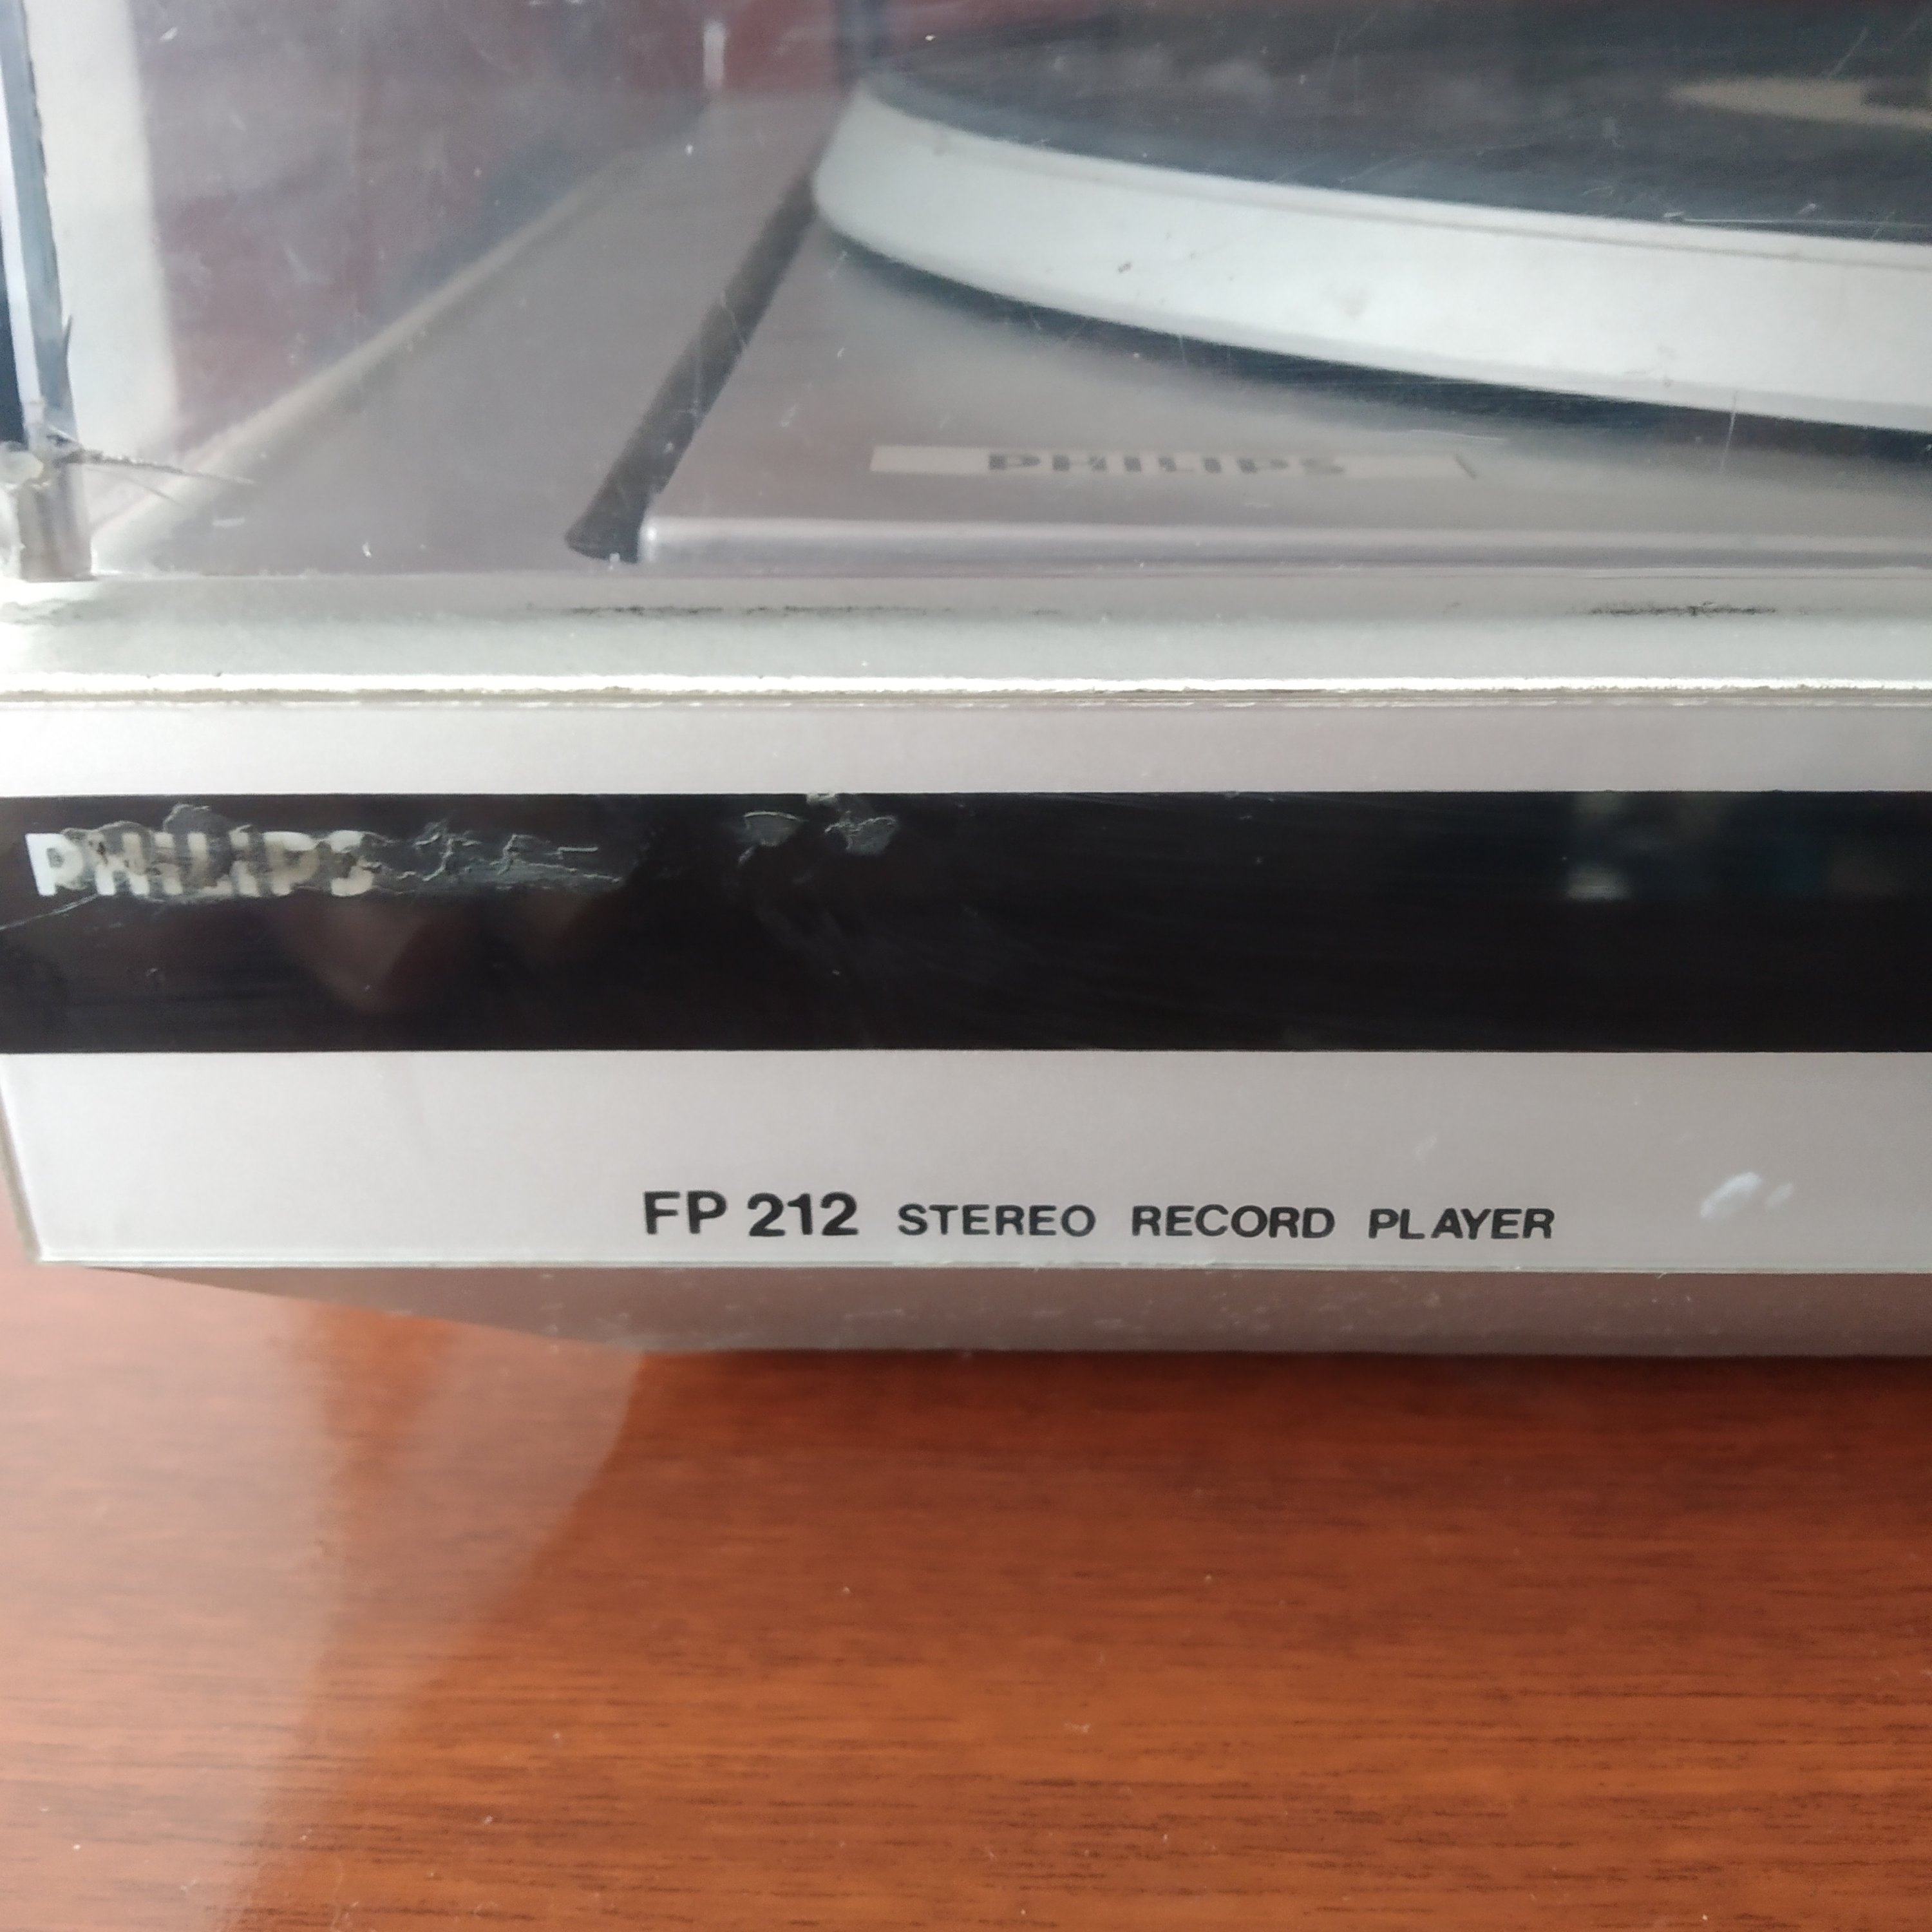 PHILIPS
PHILIPS
FP 212 STEREO RECORD PLAYER